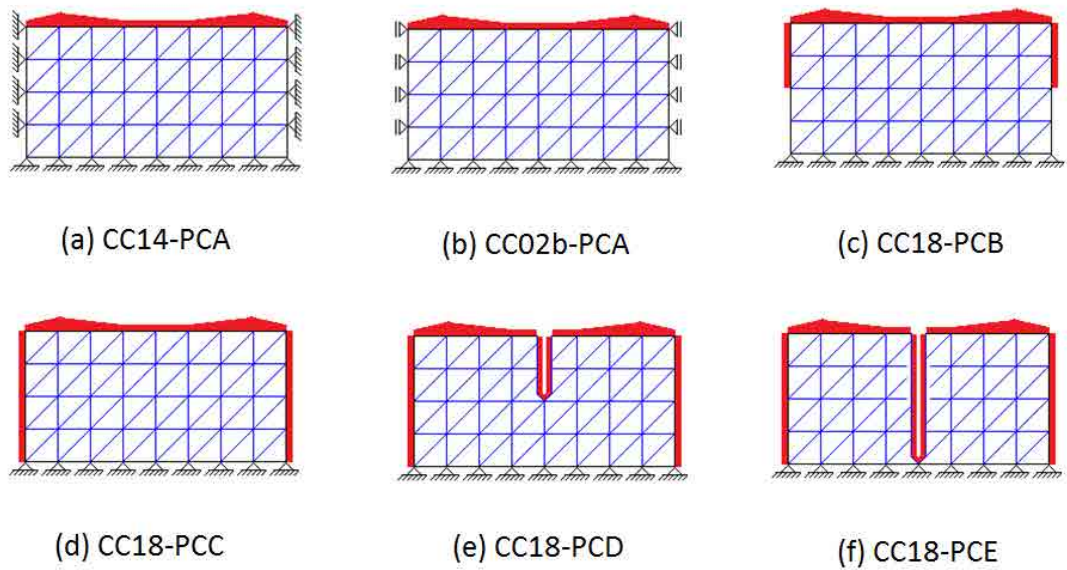 (a) CC14-PCA
(b) CC02b-PCA
(c) CC18-PCB
(d) CC18-PCC
(e) CC18-PCD
(f) CC18-PCE